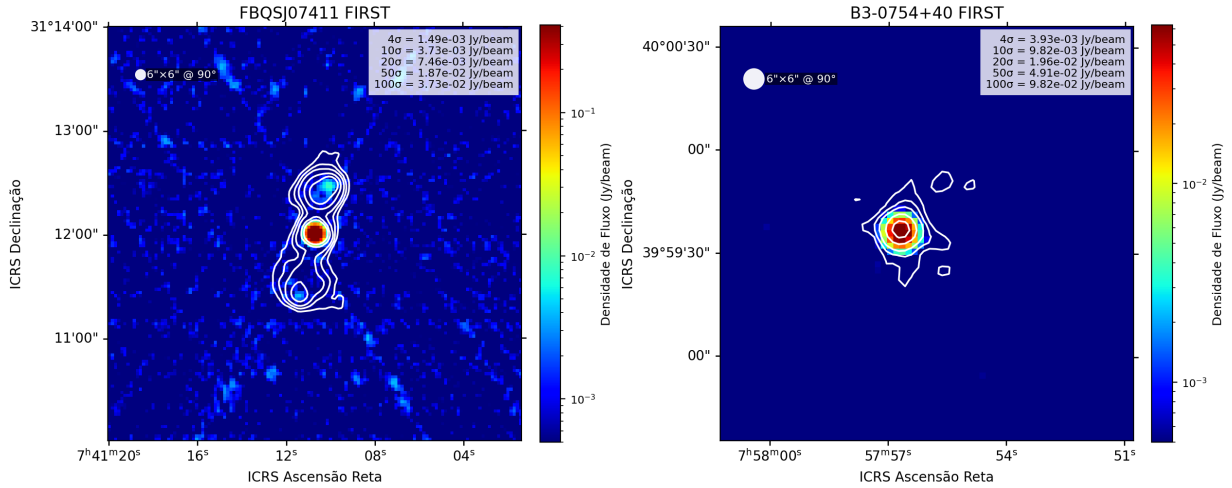 FBQSJ07411 FIRST
31°14'00"
13'00"
12'00"
11'00"
ICRS Declinação
6"×6" @ 90°
4σ = 1.49e-03 Jy/beam
10σ = 3.73e-03 Jy/beam
20σ = 7.46e-03 Jy/beam
50σ = 1.87e-02 Jy/beam
100σ = 3.73e-02 Jy/beam
7ʰ41ᵐ20ˢ
16ˢ
12ˢ
08ˢ
04ˢ
ICRS Ascensão Reta
10⁻¹
10⁻²
10⁻³
Densidade de Fluxo (Jy/beam)
B3-0754+40 FIRST
40°00'30"
00"
39°59'30"
00"
ICRS Declinação
6"×6" @ 90°
4σ = 3.93e-03 Jy/beam
10σ = 9.82e-03 Jy/beam
20σ = 1.96e-02 Jy/beam
50σ = 4.91e-02 Jy/beam
100σ = 9.82e-02 Jy/beam
7ʰ58ᵐ00ˢ
57ᵐ57ˢ
54ˢ
51ˢ
ICRS Ascensão Reta
10⁻²
10⁻³
Densidade de Fluxo (Jy/beam)